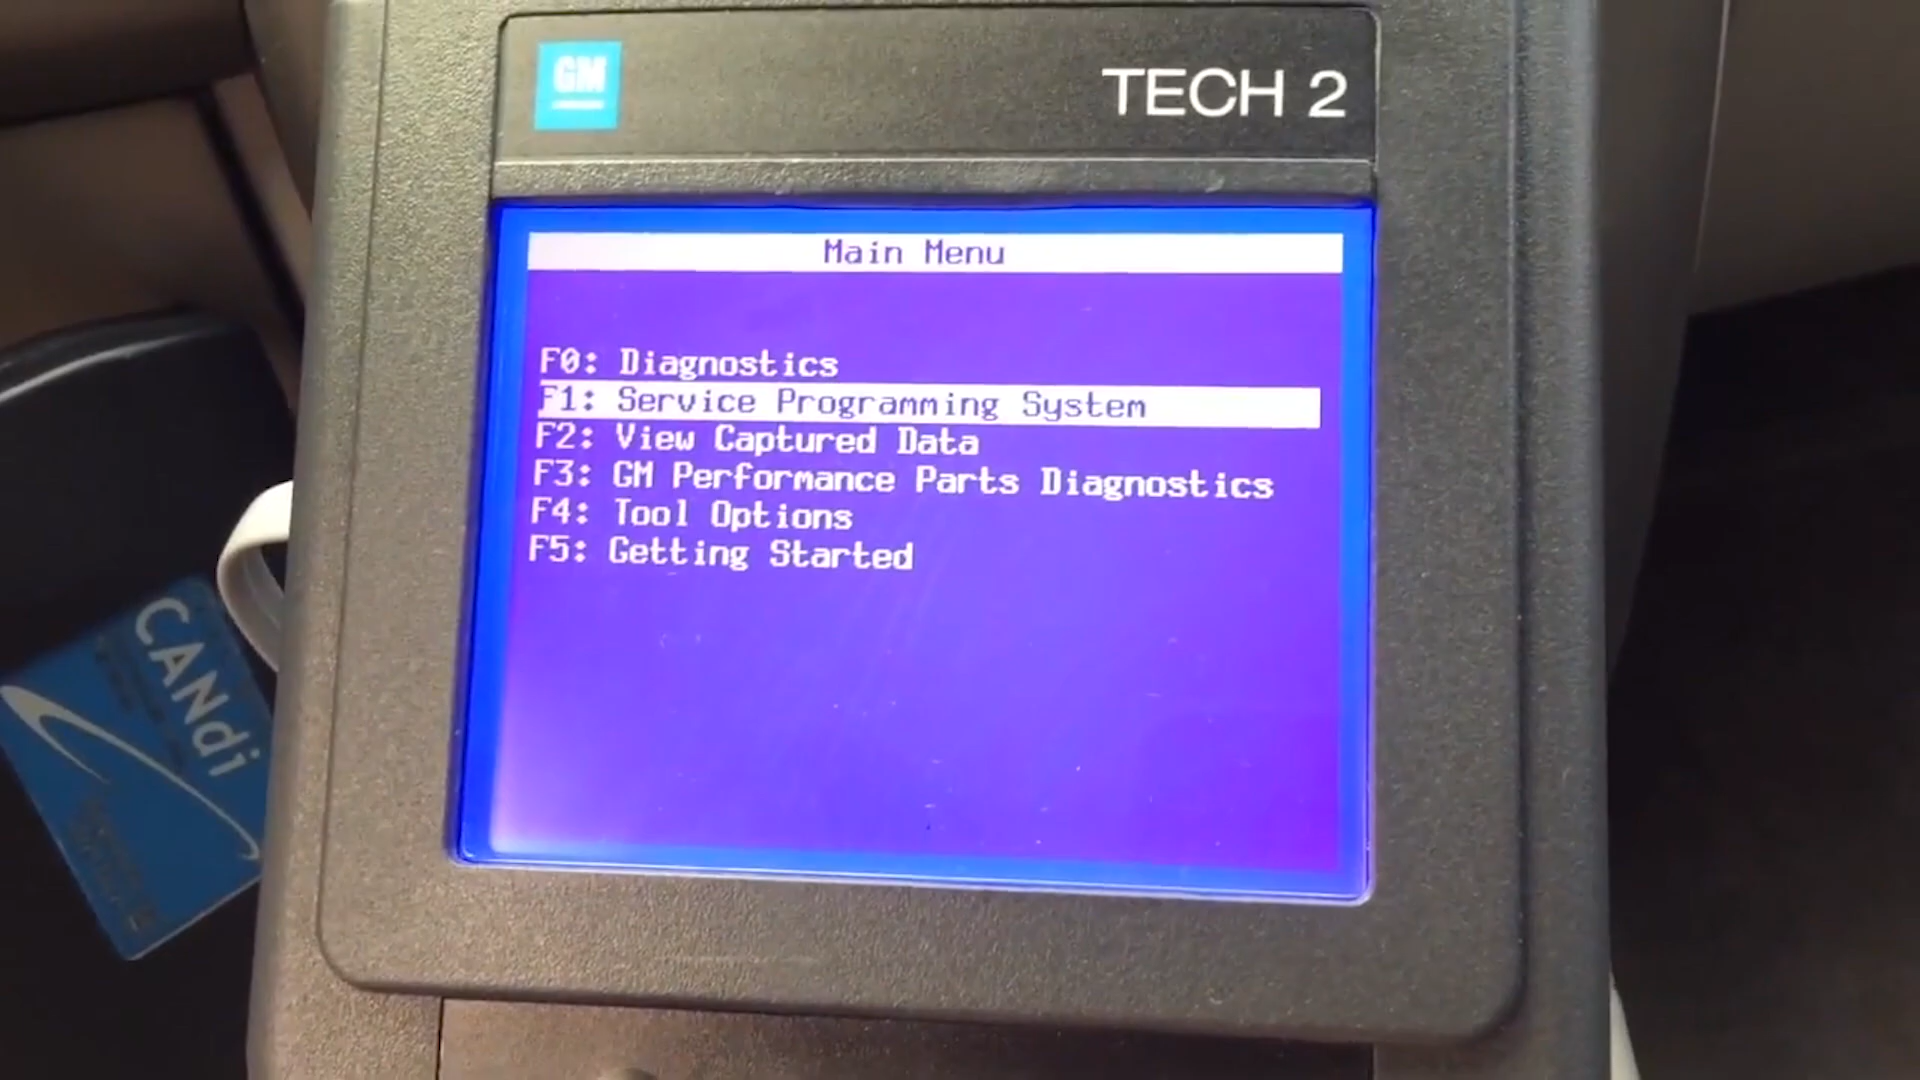 GM
TECH 2
Main Menu
F0: Diagnostics
F1: Service Programming System
F2: View Captured Data
F3: GM Performance Parts Diagnostics
F4: Tool Options
F5: Getting Started
CANdi